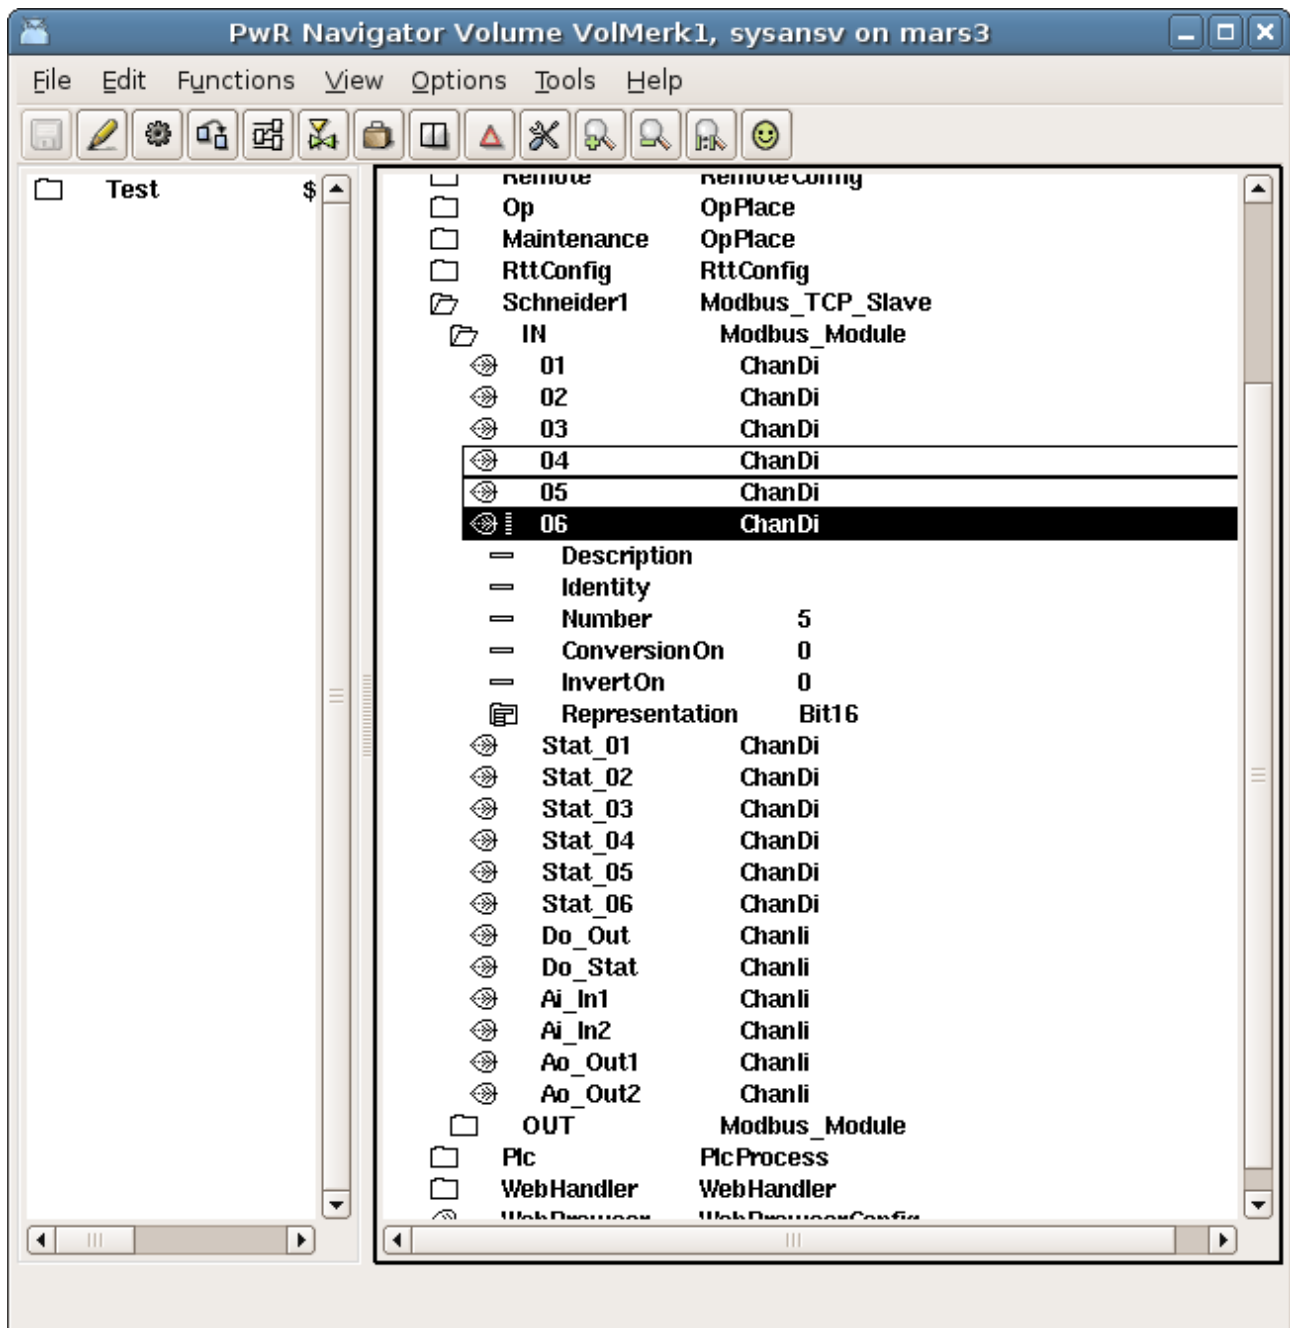 PwR Navigator Volume VolMerk1, sysansv on mars3
File Edit Functions View Options Tools Help
Test $
Remote RemoteConfig
Op OpPlace
Maintenance OpPlace
RttConfig RttConfig
Schneider1 Modbus_TCP_Slave
IN Modbus_Module
01 ChanDi
02 ChanDi
03 ChanDi
04 ChanDi
05 ChanDi
06 ChanDi
Description
Identity
Number 5
ConversionOn 0
InvertOn 0
Representation Bit16
Stat_01 ChanDi
Stat_02 ChanDi
Stat_03 ChanDi
Stat_04 ChanDi
Stat_05 ChanDi
Stat_06 ChanDi
Do_Out ChanIi
Do_Stat ChanIi
Ai_In1 ChanIi
Ai_In2 ChanIi
Ao_Out1 ChanIi
Ao_Out2 ChanIi
OUT Modbus_Module
Plc PlcProcess
WebHandler WebHandler
WebBrowser WebBrowserConfig